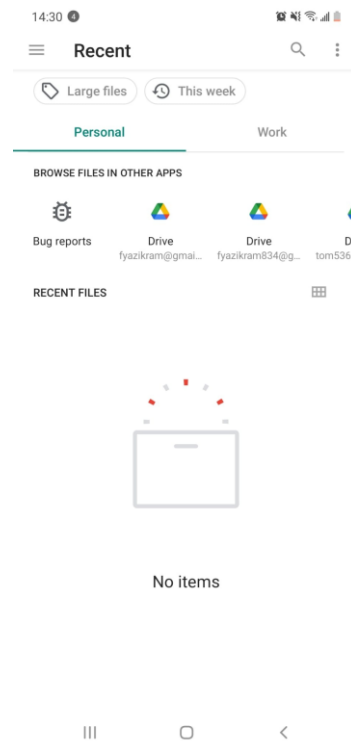 14:30 4
Recent
Large files
This week
Personal
Work
BROWSE FILES IN OTHER APPS
Bug reports
Drive
fyazikram@gmai...
Drive
fyazikram834@g...
D
tom536
RECENT FILES
No items